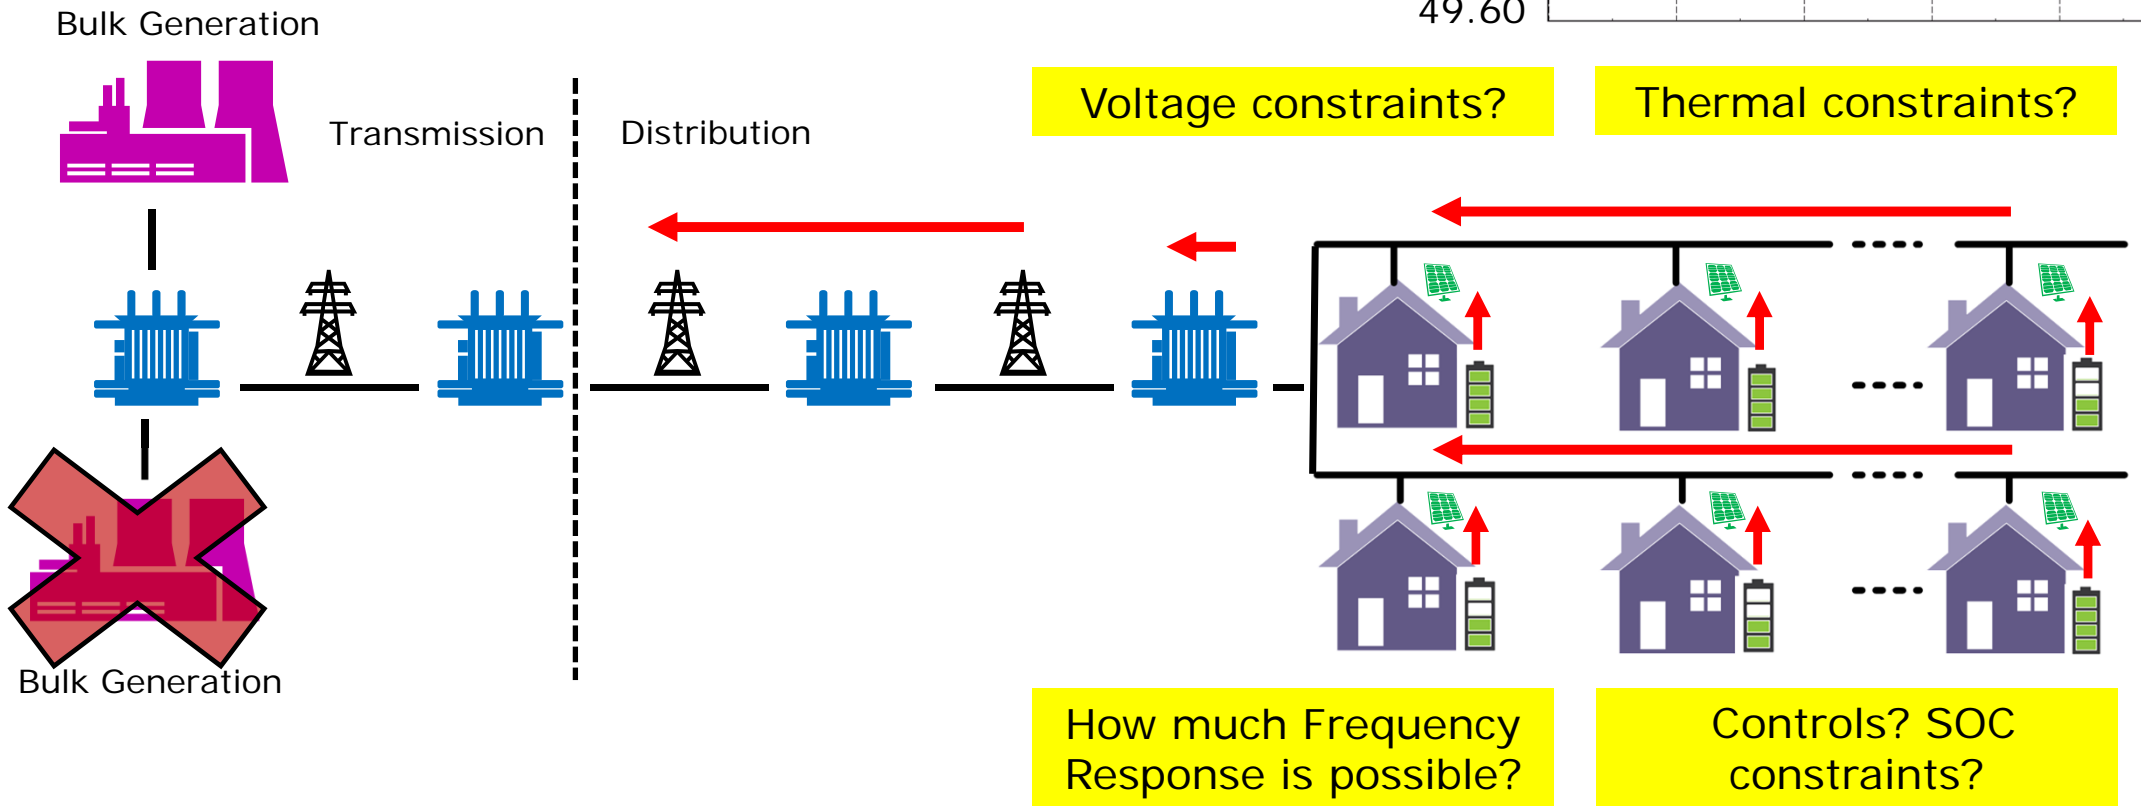 49.60
Bulk Generation
Voltage constraints?
Thermal constraints?
Transmission
Distribution
Bulk Generation
How much Frequency
Response is possible?
Controls? SOC
constraints?